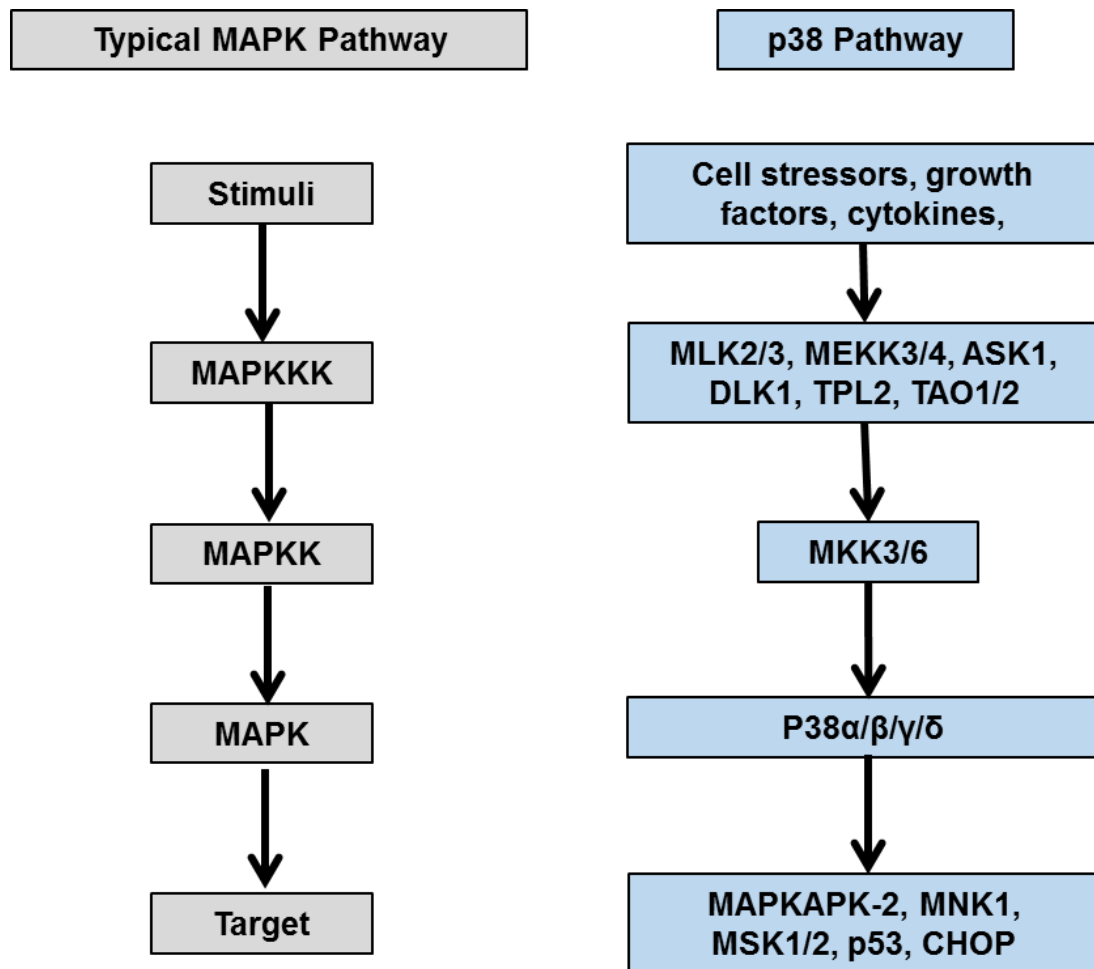 Typical MAPK Pathway
p38 Pathway
Stimuli
Cell stressors, growth
factors, cytokines,
MAPKKK
MLK2/3, MEKK3/4, ASK1,
DLK1, TPL2, TAO1/2
MAPKK
MKK3/6
MAPK
P38α/β/γ/δ
Target
MAPKAPK-2, MNK1,
MSK1/2, p53, CHOP